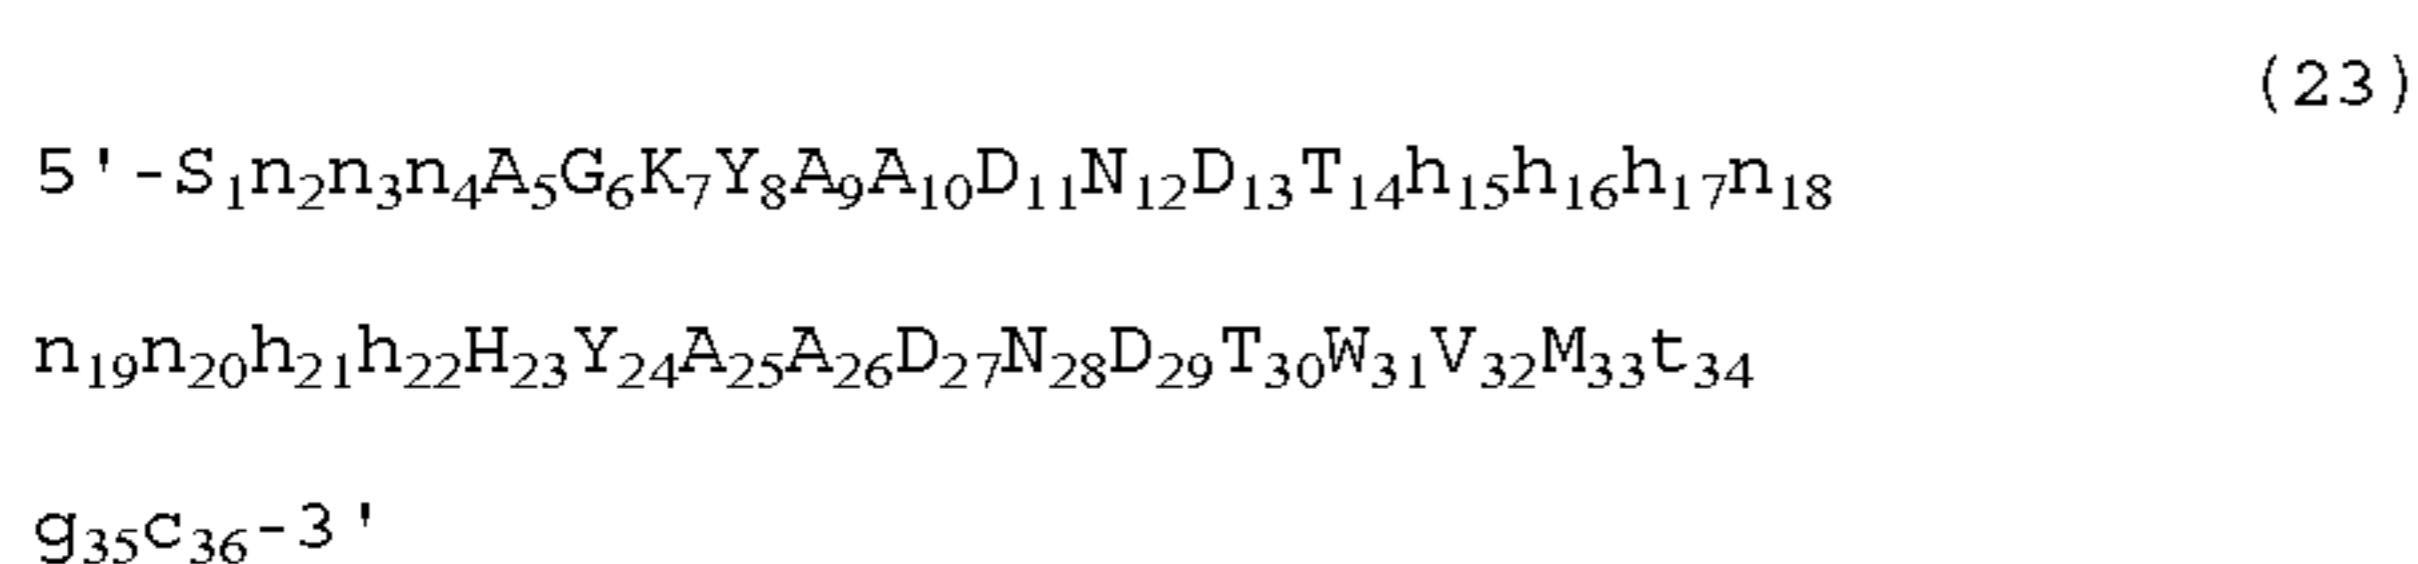 (23)
5'-S₁n₂n₃n₄A₅G₆K₇Y₈A₉A₁₀D₁₁N₁₂D₁₃T₁₄h₁₅h₁₆h₁₇n₁₈
n₁₉n₂₀h₂₁h₂₂H₂₃Y₂₄A₂₅A₂₆D₂₇N₂₈D₂₉T₃₀W₃₁V₃₂M₃₃t₃₄
g₃₅c₃₆-3'